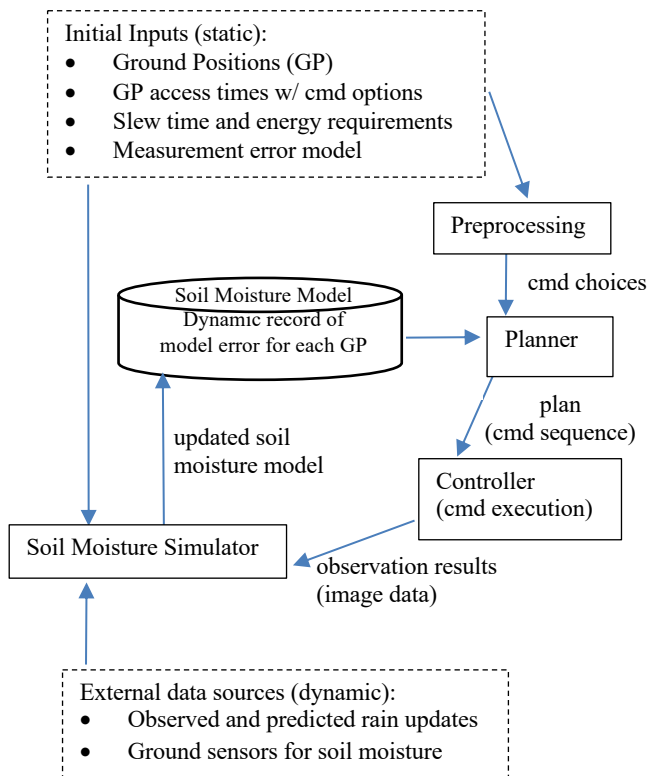 Initial Inputs (static):
• Ground Positions (GP)
• GP access times w/ cmd options
• Slew time and energy requirements
• Measurement error model
Preprocessing
cmd choices
Soil Moisture Model
Dynamic record of
model error for each GP
Planner
plan
(cmd sequence)
updated soil
moisture model
Controller
(cmd execution)
Soil Moisture Simulator
observation results
(image data)
External data sources (dynamic):
• Observed and predicted rain updates
• Ground sensors for soil moisture